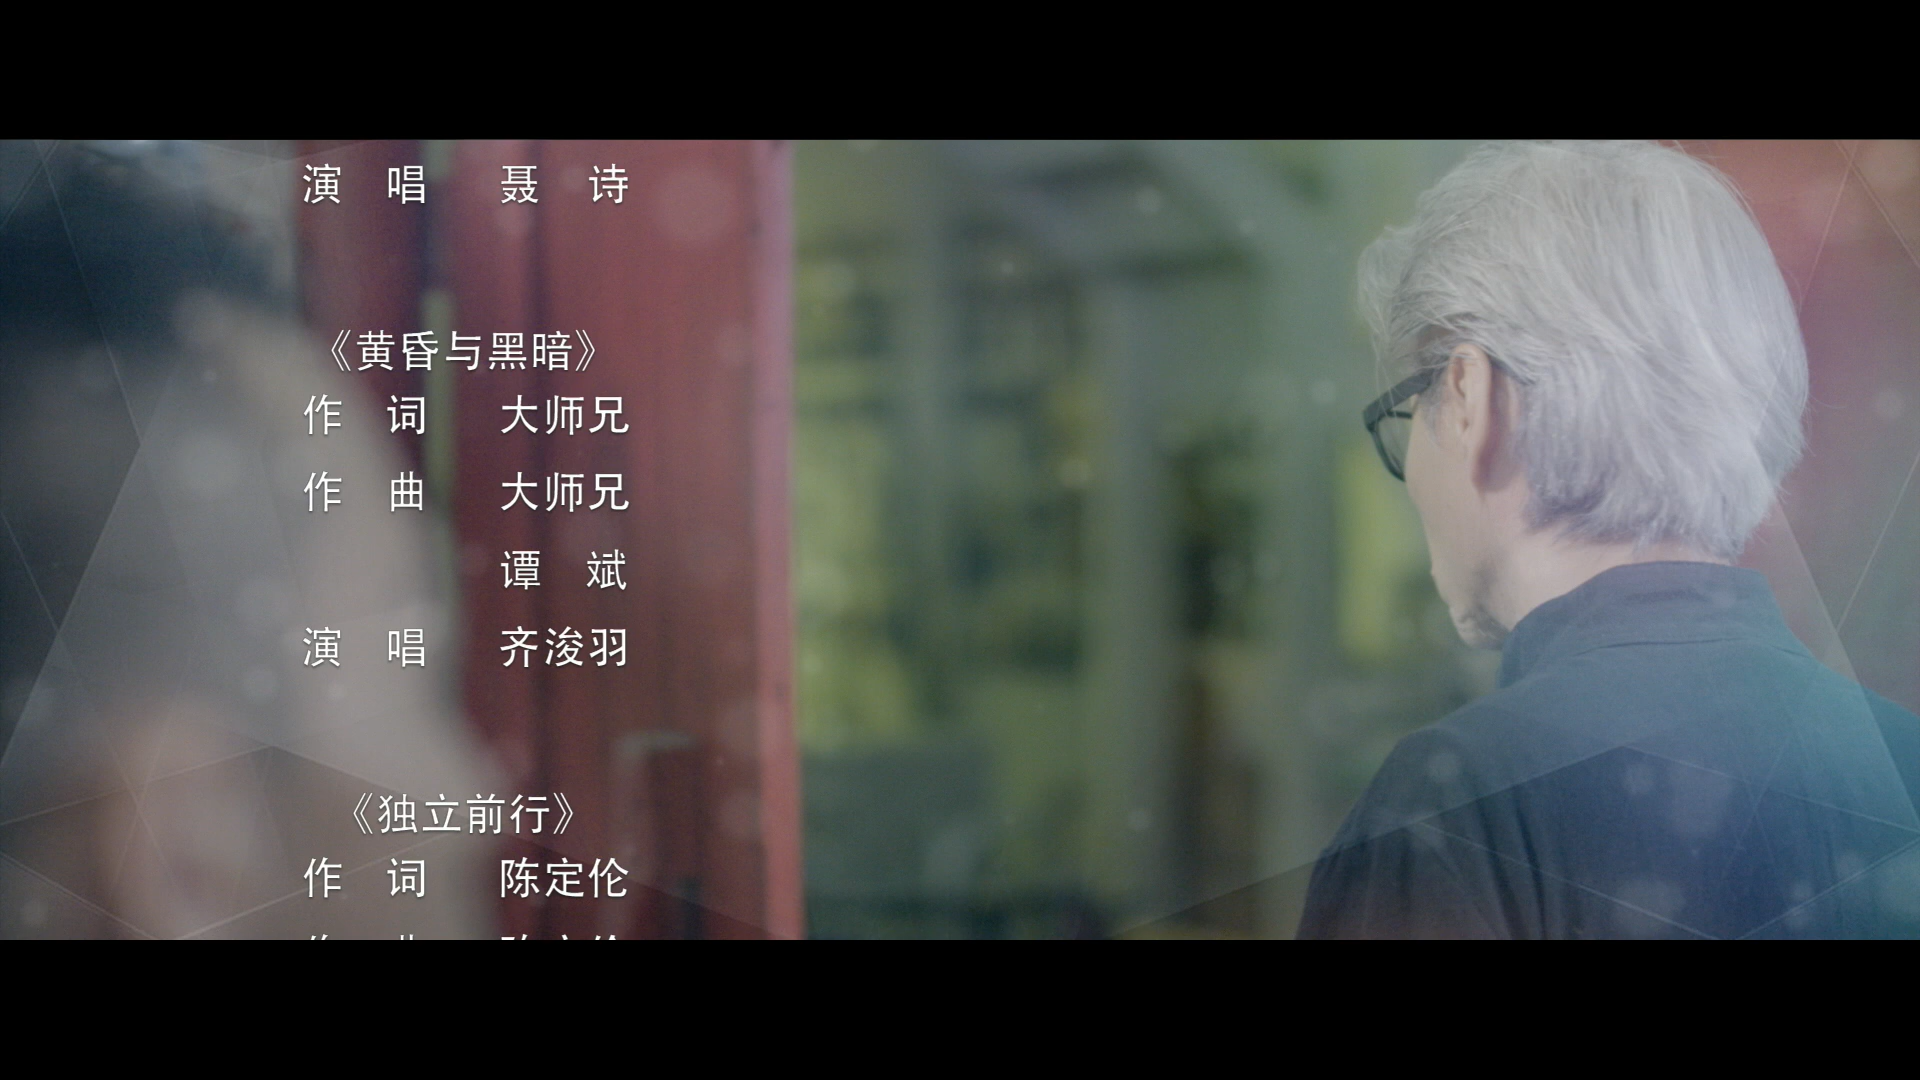 演 唱 聂 诗
《黄昏与黑暗》
作 词 大师兄
作 曲 大师兄
谭 斌
演 唱 齐浚羽
《独立前行》
作 词 陈定伦